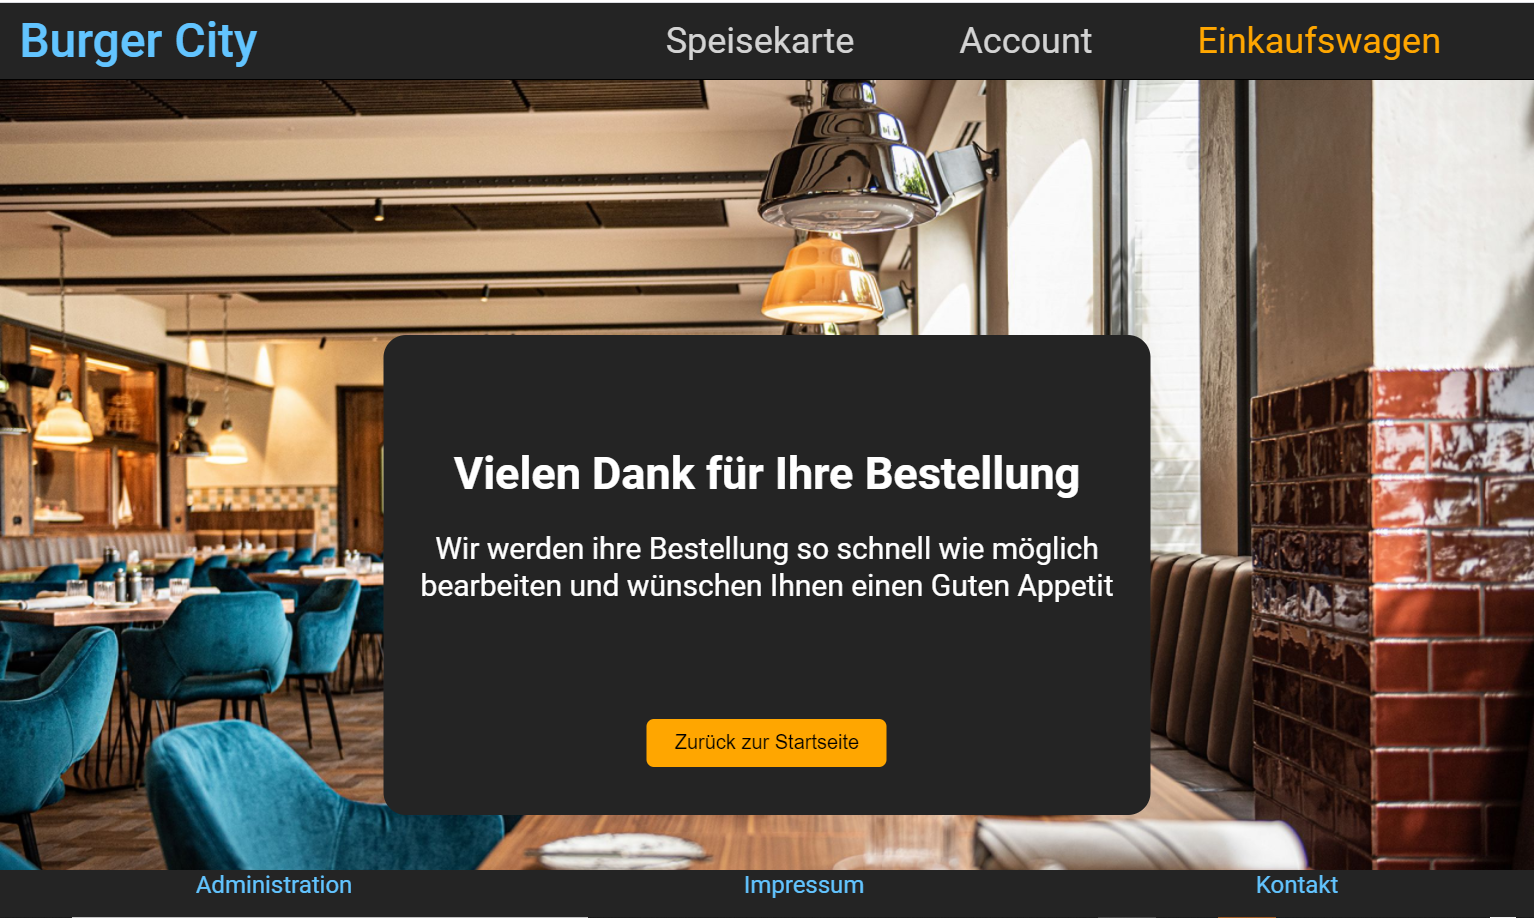 Burger City
Speisekarte
Account
Einkaufswagen
Vielen Dank für Ihre Bestellung
Wir werden ihre Bestellung so schnell wie möglich
bearbeiten und wünschen Ihnen einen Guten Appetit
Zurück zur Startseite
Administration
Impressum
Kontakt